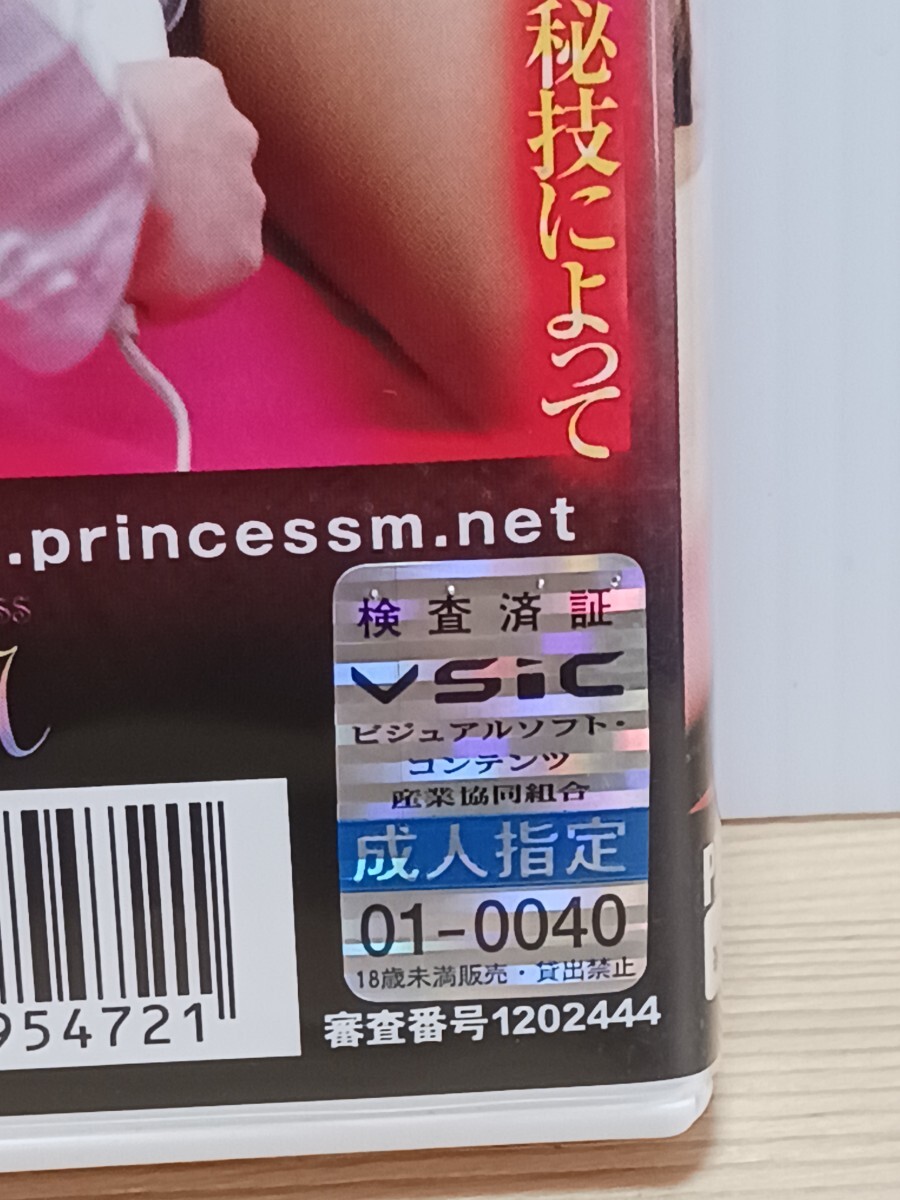 秘技によって
.princessm.net
ss
検査済証
VSiC
ビジュアルソフト・
コンテンツ
産業協同組合
成人指定
01-0040
18歳未満販売・貸出禁止
審査番号1202444
954721